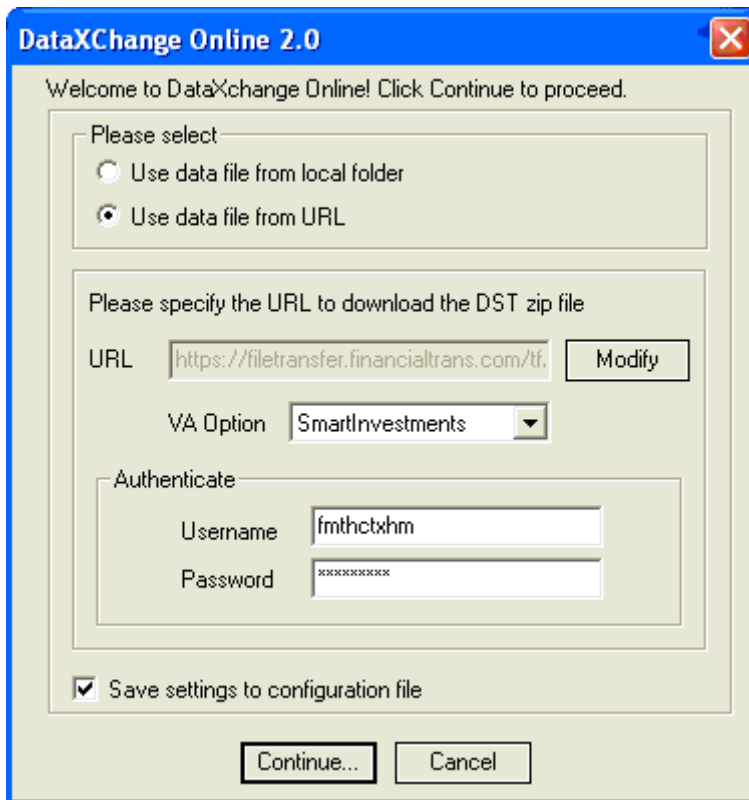 DataXChange Online 2.0
Welcome to DataXchange Online! Click Continue to proceed.
Please select
Use data file from local folder
Use data file from URL
Please specify the URL to download the DST zip file
URL https://filetransfer.financialtrans.com/tf. Modify
VA Option SmartInvestments
Authenticate
Username fmthctxhm
Password *********
Save settings to configuration file
Continue... Cancel